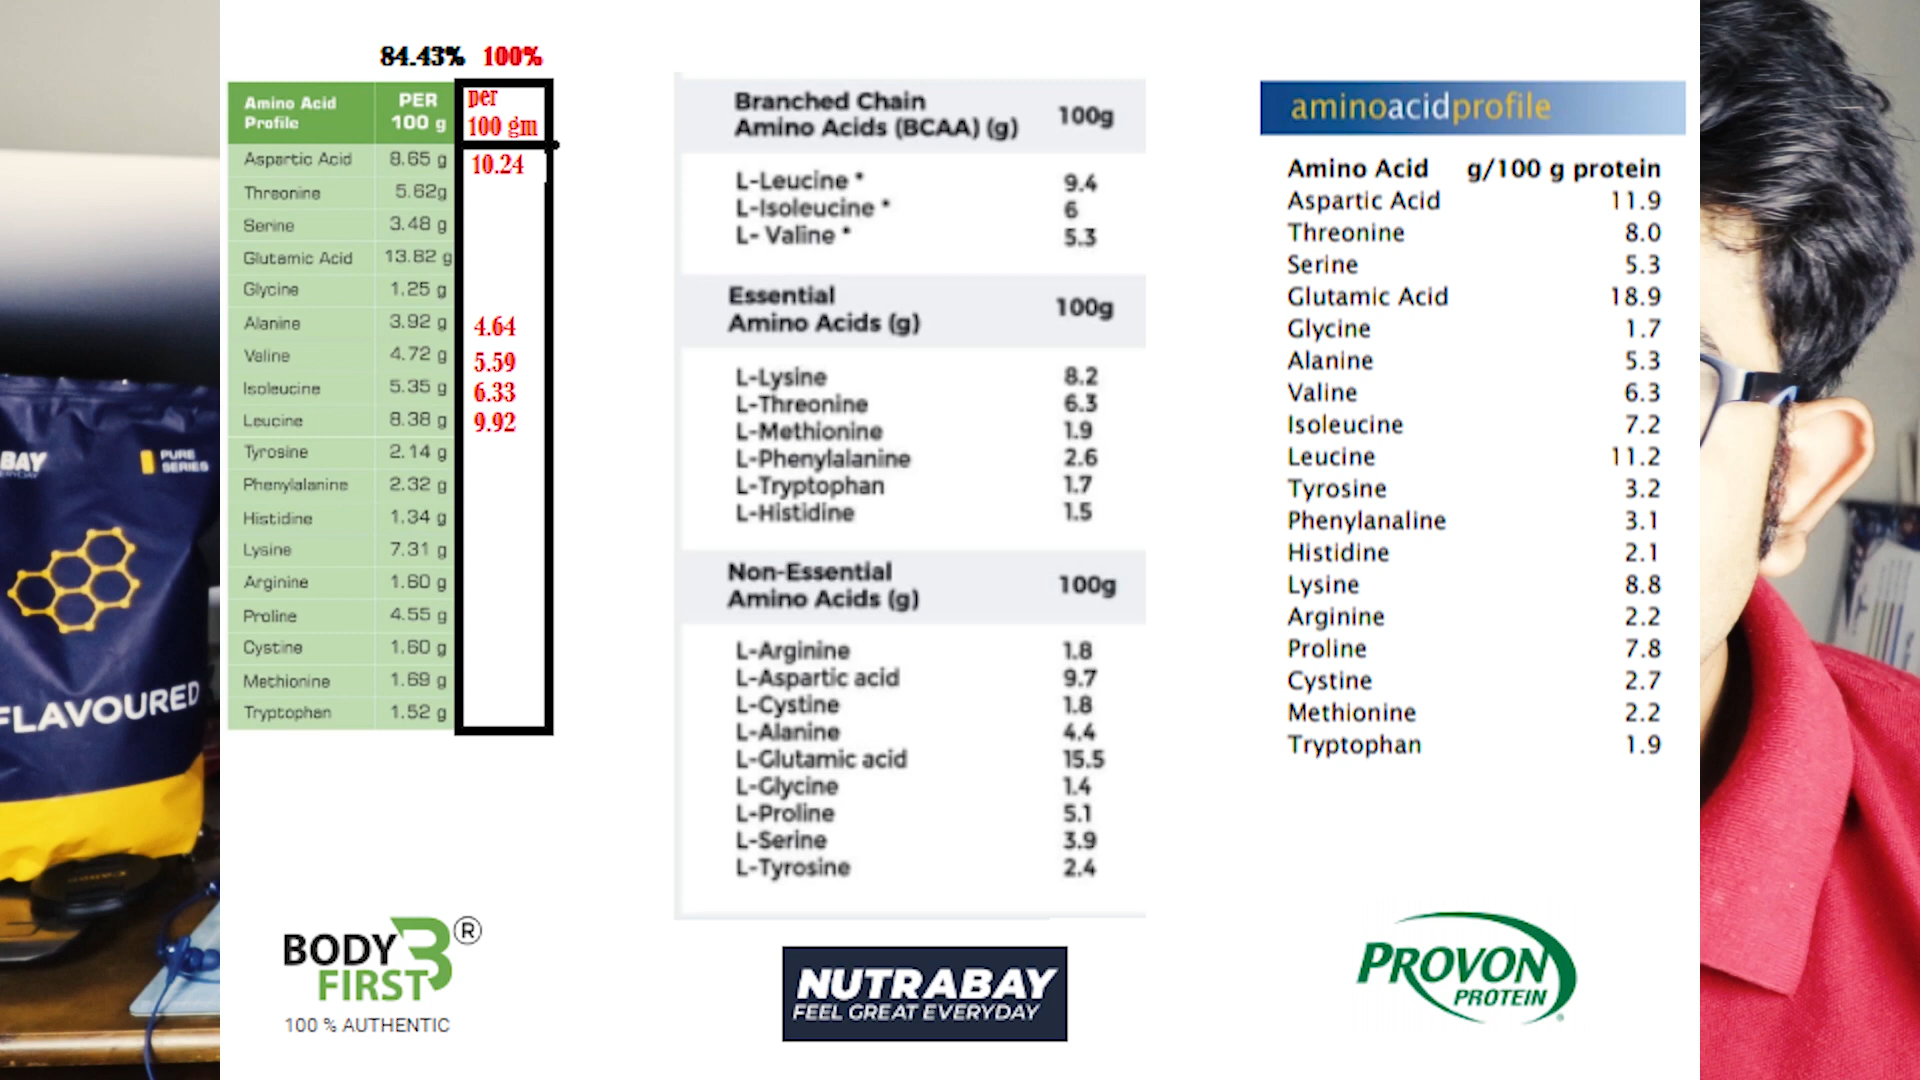 84.43% 100%
Amino Acid Profile PER 100 g per 100 gm
Aspartic Acid 8.65 g 10.24
Threonine 5.62g
Serine 3.48 g
Glutamic Acid 13.82 g
Glycine 1.25 g
Alanine 3.92 g 4.64
Valine 4.72 g 5.59
Isoleucine 5.35 g 6.33
Leucine 8.38 g 9.92
Tyrosine 2.14 g
Phenylalanine 2.32 g
Histidine 1.34 g
Lysine 7.31 g
Arginine 1.60 g
Proline 4.55 g
Cystine 1.60 g
Methionine 1.69 g
Tryptophan 1.52 g
BODY
FIRST ®
100 % AUTHENTIC
Branched Chain
Amino Acids (BCAA) (g) 100g
L-Leucine * 9.4
L-Isoleucine * 6
L- Valine * 5.3
Essential
Amino Acids (g) 100g
L-Lysine 8.2
L-Threonine 6.3
L-Methionine 1.9
L-Phenylalanine 2.6
L-Tryptophan 1.7
L-Histidine 1.5
Non-Essential
Amino Acids (g) 100g
L-Arginine 1.8
L-Aspartic acid 9.7
L-Cystine 1.8
L-Alanine 4.4
L-Glutamic acid 15.5
L-Glycine 1.4
L-Proline 5.1
L-Serine 3.9
L-Tyrosine 2.4
NUTRABAY
FEEL GREAT EVERYDAY
aminoacidprofile
Amino Acid g/100 g protein
Aspartic Acid 11.9
Threonine 8.0
Serine 5.3
Glutamic Acid 18.9
Glycine 1.7
Alanine 5.3
Valine 6.3
Isoleucine 7.2
Leucine 11.2
Tyrosine 3.2
Phenylanaline 3.1
Histidine 2.1
Lysine 8.8
Arginine 2.2
Proline 7.8
Cystine 2.7
Methionine 2.2
Tryptophan 1.9
PROVON
PROTEIN
BAY
PURE
SERIES
FLAVOURED